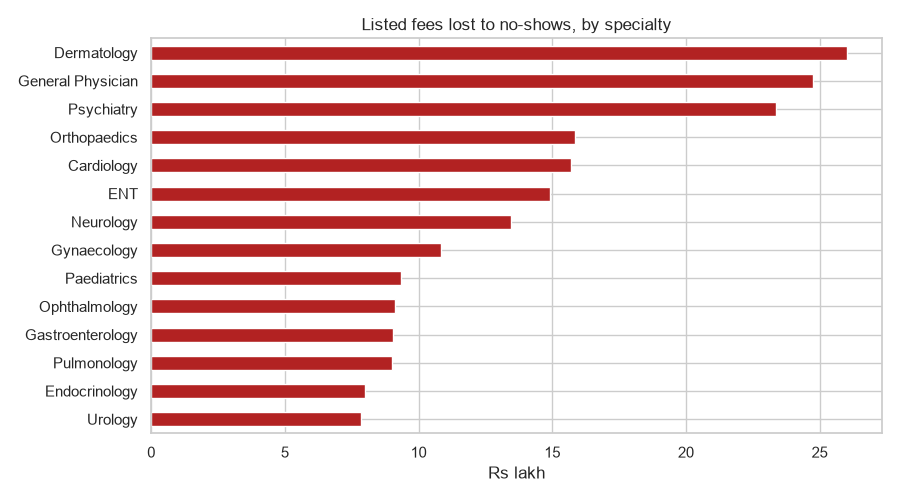 Listed fees lost to no-shows, by specialty
Dermatology
General Physician
Psychiatry
Orthopaedics
Cardiology
ENT
Neurology
Gynaecology
Paediatrics
Ophthalmology
Gastroenterology
Pulmonology
Endocrinology
Urology
0 5 10 15 20 25
Rs lakh